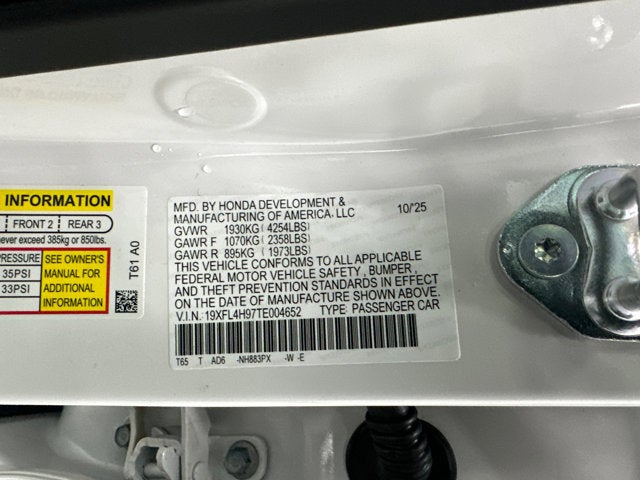 INFORMATION
FRONT 2 REAR 3
never exceed 385kg or 850lbs.
PRESSURE
35PSI
33PSI
SEE OWNER'S
MANUAL FOR
ADDITIONAL
INFORMATION
T61 A0
MFD. BY HONDA DEVELOPMENT & 10/'25
MANUFACTURING OF AMERICA, LLC
GVWR 1930KG(4254LBS)
GAWR F 1070KG(2358LBS)
GAWR R 895KG (1973LBS)
THIS VEHICLE CONFORMS TO ALL APPLICABLE
FEDERAL MOTOR VEHICLE SAFETY, BUMPER,
AND THEFT PREVENTION STANDARDS IN EFFECT
ON THE DATE OF MANUFACTURE SHOWN ABOVE.
V.I.N.:19XFL4H97TE004652 TYPE: PASSENGER CAR
T65 T AD6 -NH883PX -W -E